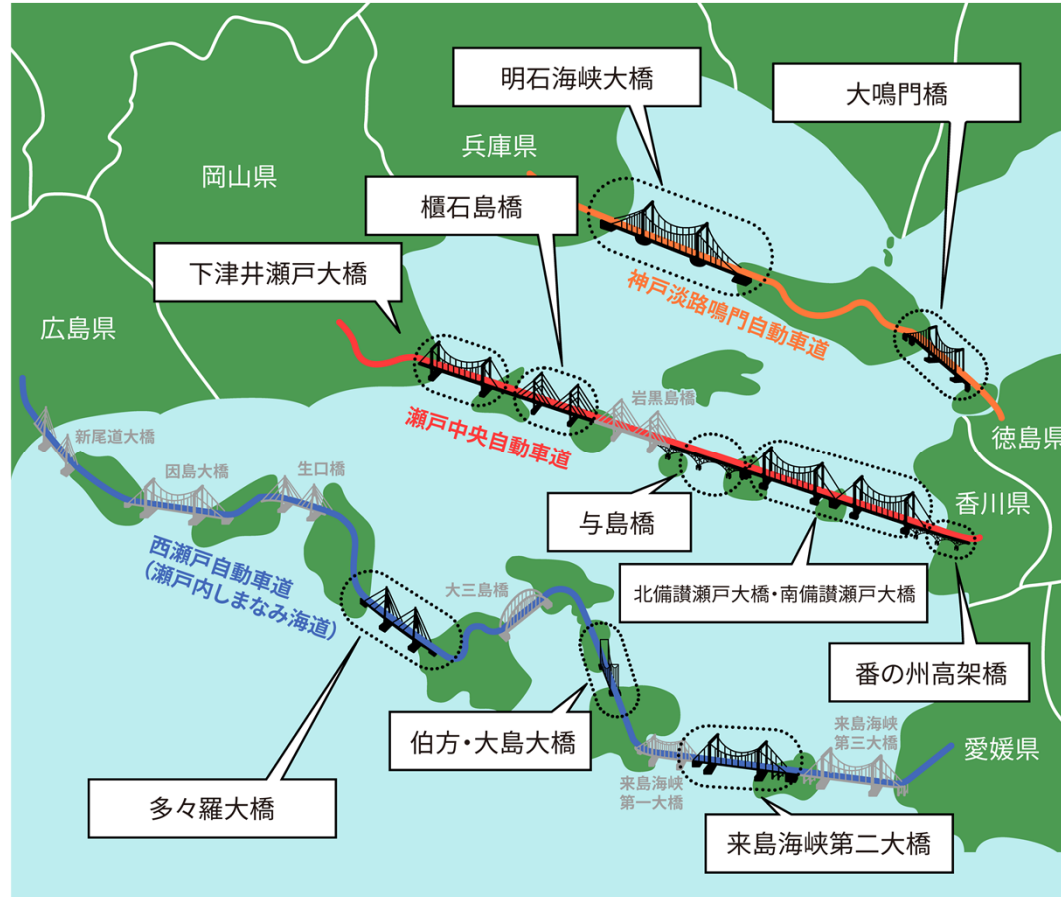 明石海峡大橋
大鳴門橋
兵庫県
岡山県
櫃石島橋
下津井瀬戸大橋
神戸淡路鳴門自動車道
広島県
岩黒島橋
瀬戸中央自動車道
徳島県
新尾道大橋
因島大橋
生口橋
与島橋
香川県
西瀬戸自動車道
(瀬戸内しまなみ海道)
大三島橋
北備讃瀬戸大橋・南備讃瀬戸大橋
番の州高架橋
伯方・大島大橋
来島海峡
第三大橋
愛媛県
来島海峡
第一大橋
多々羅大橋
来島海峡第二大橋